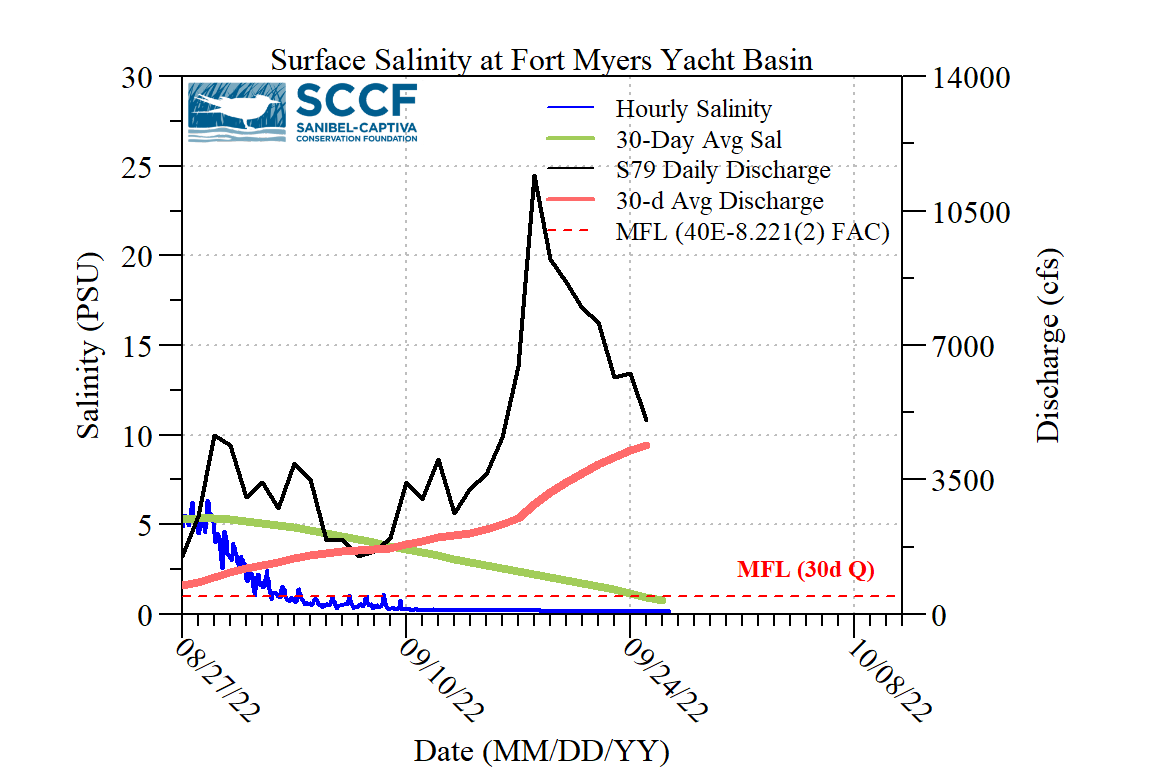 Surface Salinity at Fort Myers Yacht Basin
SCCF
SANIBEL-CAPTIVA
CONSERVATION FOUNDATION
Hourly Salinity
30-Day Avg Sal
S79 Daily Discharge
30-d Avg Discharge
MFL (40E-8.221(2) FAC)
30
25
20
15
10
5
0
Salinity (PSU)
14000
10500
7000
3500
0
Discharge (cfs)
MFL (30d Q)
08/27/22
09/10/22
09/24/22
10/08/22
Date (MM/DD/YY)